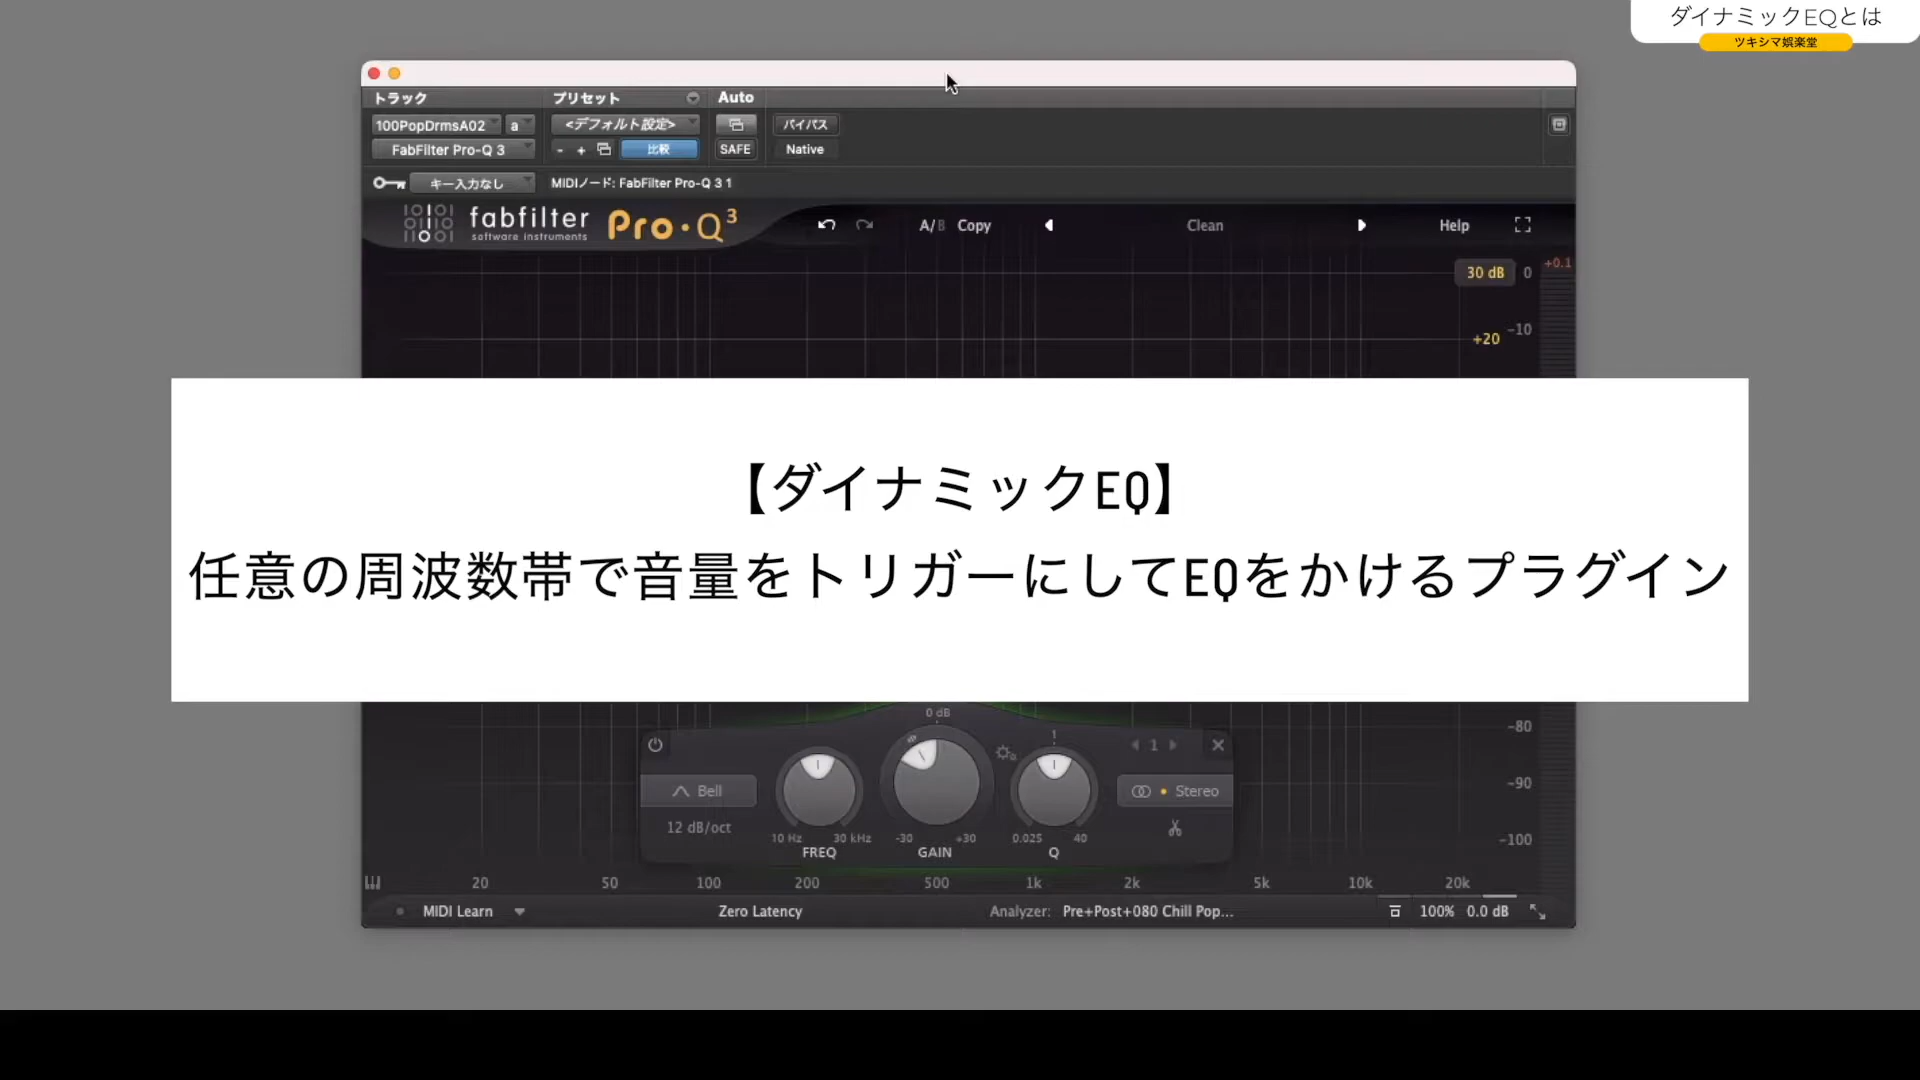 ダイナミックEQとは
ツキシマ娯楽堂
トラック プリセット Auto
100PopDrmsA02 a <デフォルト設定> バイパス
FabFilter Pro-Q 3 - + 比較 SAFE Native
キー入力なし MIDIノード: FabFilter Pro-Q 3 1
fabfilter Pro・Q3
software instruments
A/B Copy Clean Help
30 dB 0 +0.1
+20 -10
【ダイナミックEQ】
任意の周波数帯で音量をトリガーにしてEQをかけるプラグイン
0 dB
-80
1 1
Bell Stereo
-90
12 dB/oct
10 Hz 30 kHz -30 +30 0.025 40 -100
FREQ GAIN Q
20 50 100 200 500 1k 2k 5k 10k 20k
MIDI Learn Zero Latency Analyzer: Pre+Post+080 Chill Pop... 100% 0.0 dB